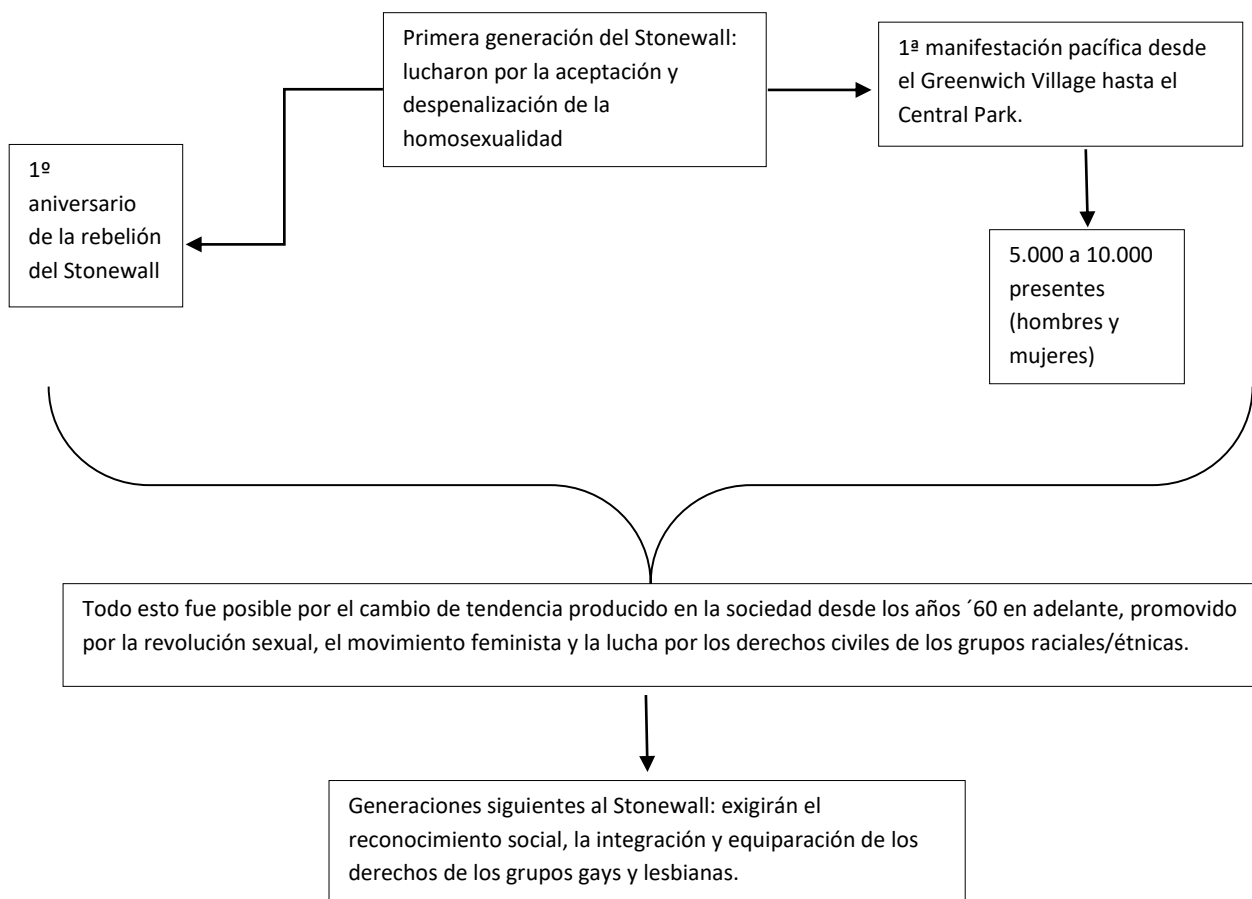 Primera generación del Stonewall:
lucharon por la aceptación y
despenalización de la
homosexualidad
1ª manifestación pacífica desde
el Greenwich Village hasta el
Central Park.
1º
aniversario
de la rebelión
del Stonewall
5.000 a 10.000
presentes
(hombres y
mujeres)
Todo esto fue posible por el cambio de tendencia producido en la sociedad desde los años ´60 en adelante, promovido
por la revolución sexual, el movimiento feminista y la lucha por los derechos civiles de los grupos raciales/étnicas.
Generaciones siguientes al Stonewall: exigirán el
reconocimiento social, la integración y equiparación de los
derechos de los grupos gays y lesbianas.